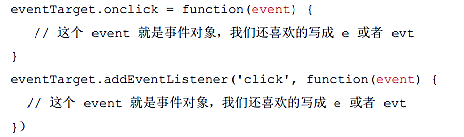 eventTarget.onclick = function(event) {
// 这个 event 就是事件对象，我们还喜欢的写成 e 或者 evt
}
eventTarget.addEventListener('click', function(event) {
// 这个 event 就是事件对象，我们还喜欢的写成 e 或者 evt
})